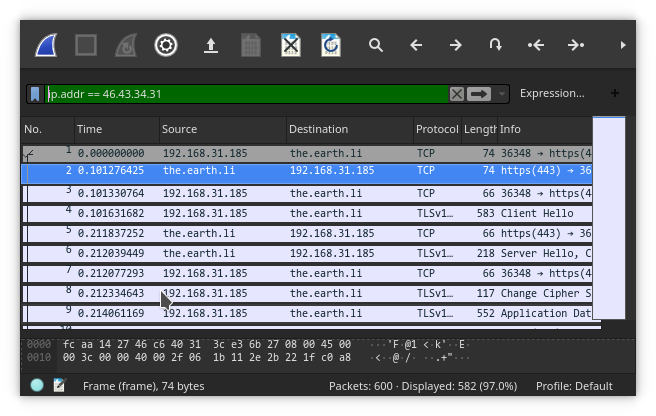 ip.addr == 46.43.34.31 Expression... +
No. Time Source Destination Protocol Length Info
1 0.000000000 192.168.31.185 the.earth.li TCP 74 36348 → https(4
2 0.101276425 the.earth.li 192.168.31.185 TCP 74 https(443) → 36
3 0.101330764 192.168.31.185 the.earth.li TCP 66 36348 → https(4
4 0.101631682 192.168.31.185 the.earth.li TLSv1… 583 Client Hello
5 0.211837252 the.earth.li 192.168.31.185 TCP 66 https(443) → 36
6 0.212039449 the.earth.li 192.168.31.185 TLSv1… 218 Server Hello, C
7 0.212077293 192.168.31.185 the.earth.li TCP 66 36348 → https(4
8 0.212334643 192.168.31.185 the.earth.li TLSv1… 117 Change Cipher S
9 0.214061169 192.168.31.185 the.earth.li TLSv1… 552 Application Dat
0000 fc aa 14 27 46 c6 40 31 3c e3 6b 27 08 00 45 00 ···'F·@1 <·k'··E·
0010 00 3c 00 00 40 00 2f 06 1b 11 2e 2b 22 1f c0 a8 ·<··@·/· ··.+"···
Frame (frame), 74 bytes Packets: 600 · Displayed: 582 (97.0%) Profile: Default